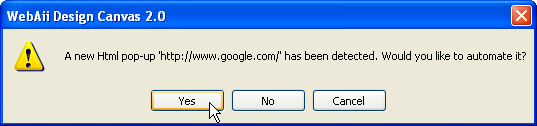 WebAii Design Canvas 2.0
A new Html pop-up 'http://www.google.com/' has been detected. Would you like to automate it?
Yes No Cancel